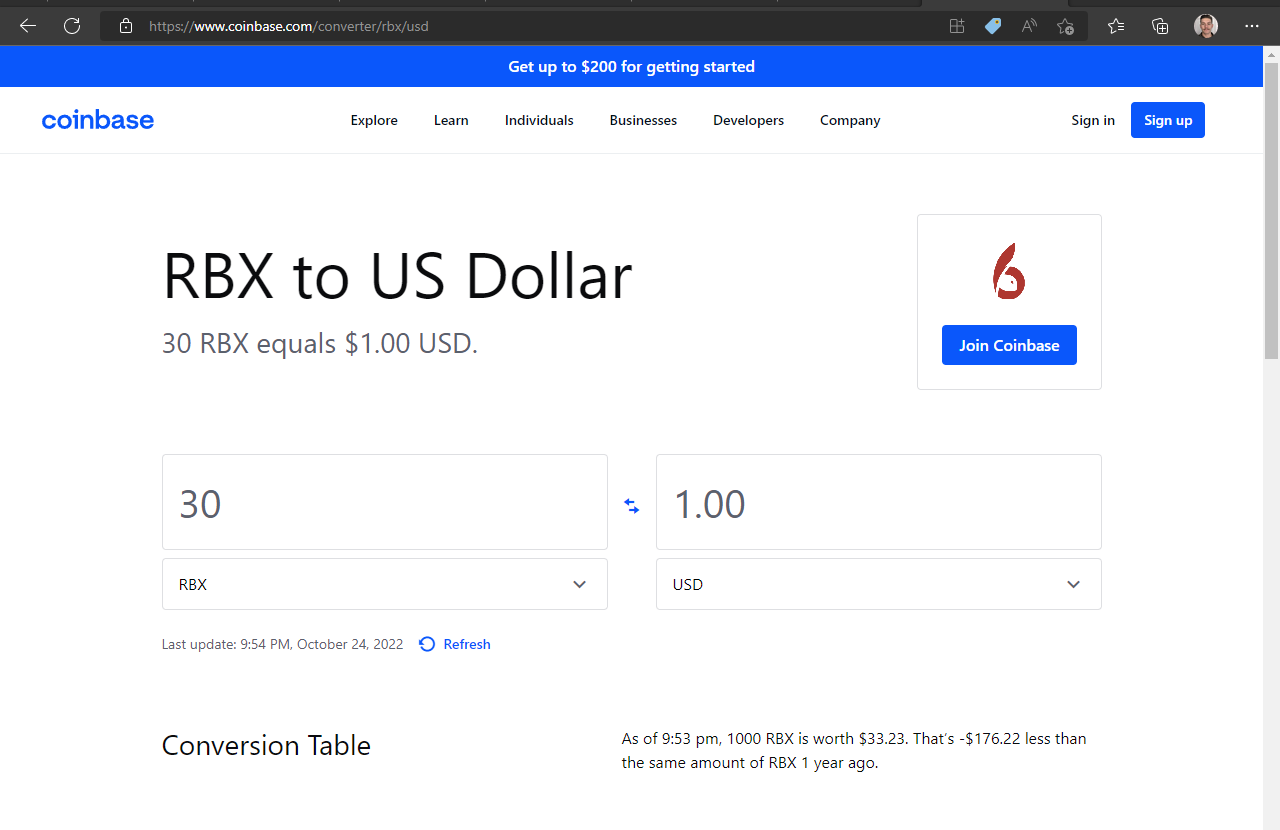 https://www.coinbase.com/converter/rbx/usd
Get up to $200 for getting started
coinbase Explore Learn Individuals Businesses Developers Company Sign in Sign up
RBX to US Dollar
30 RBX equals $1.00 USD.
Join Coinbase
30 1.00
RBX USD
Last update: 9:54 PM, October 24, 2022 Refresh
Conversion Table
As of 9:53 pm, 1000 RBX is worth $33.23. That's -$176.22 less than
the same amount of RBX 1 year ago.